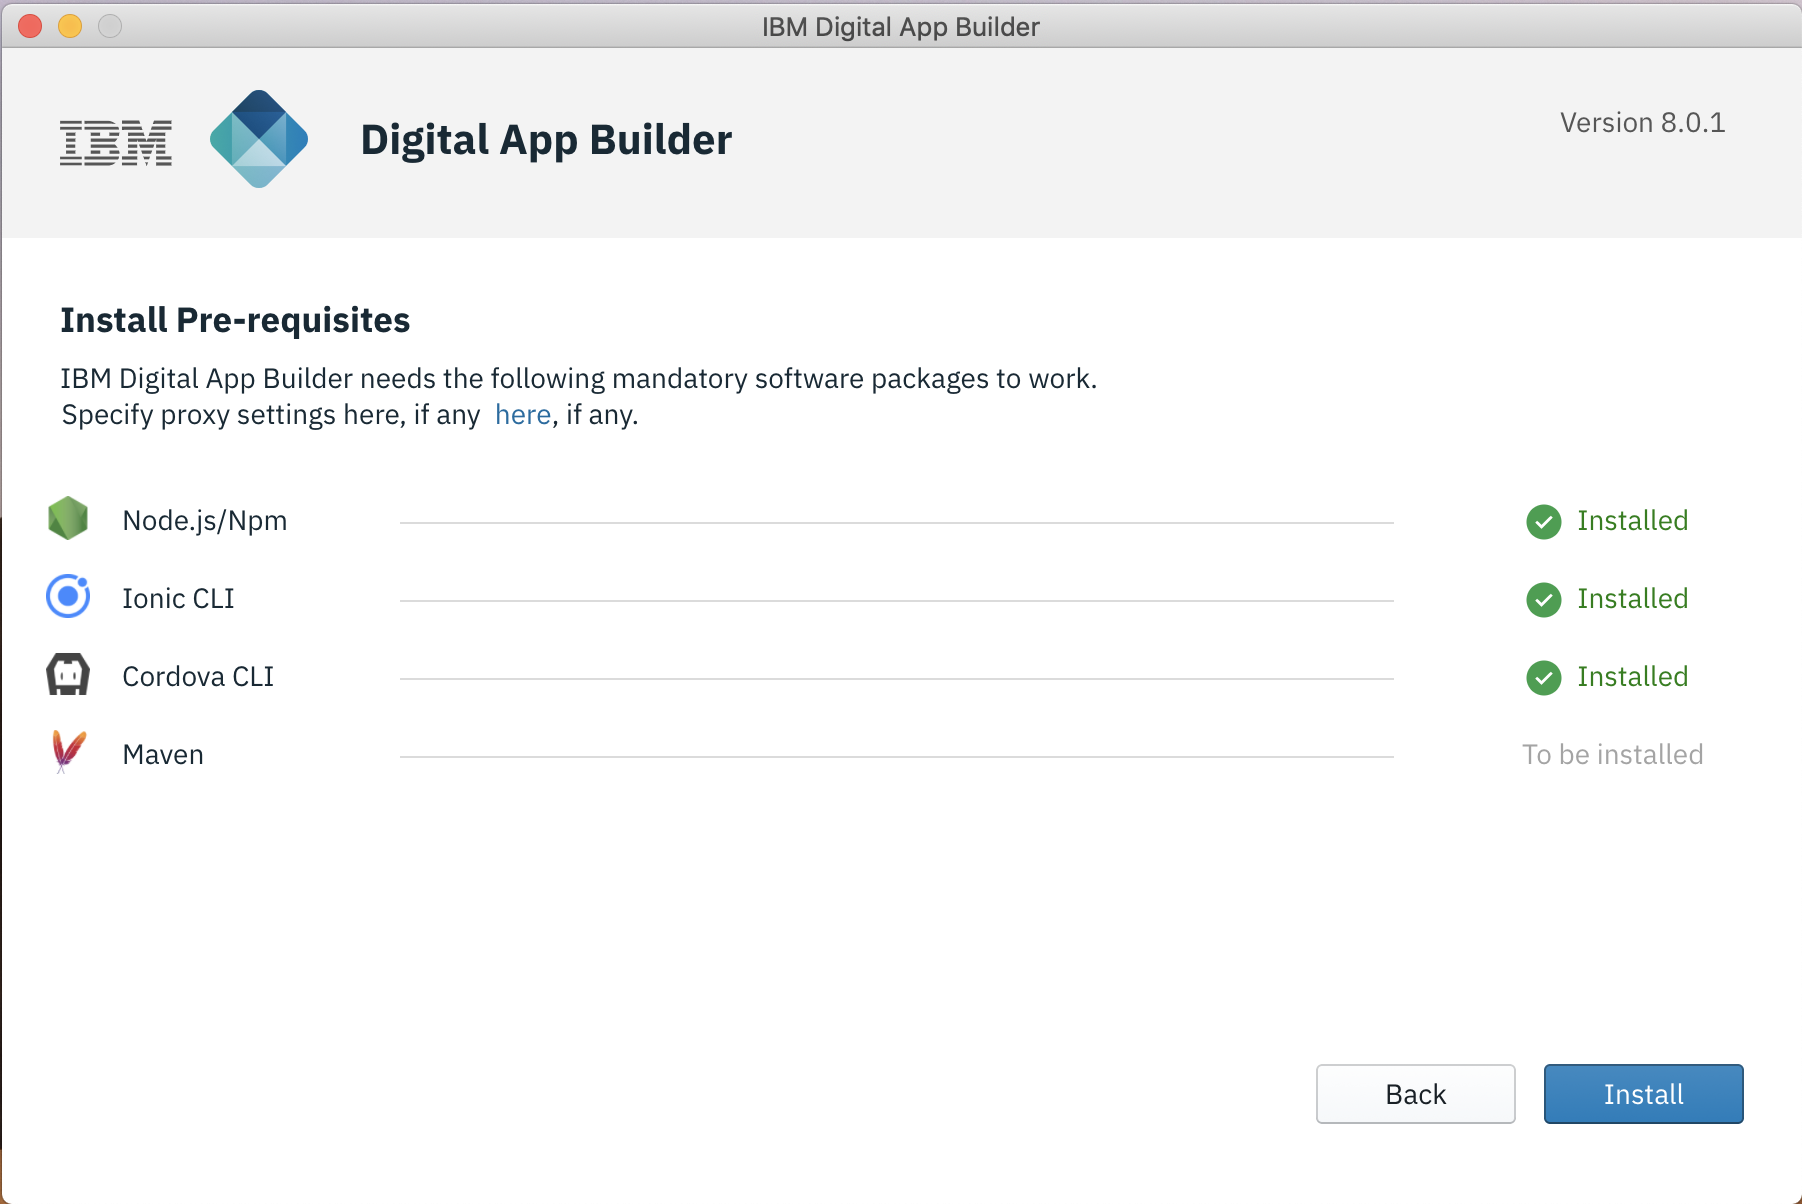 IBM Digital App Builder
IBM
Digital App Builder
Version 8.0.1
Install Pre-requisites
IBM Digital App Builder needs the following mandatory software packages to work.
Specify proxy settings here, if any here, if any.
Node.js/Npm
Installed
Ionic CLI
Installed
Cordova CLI
Installed
Maven
To be installed
Back
Install